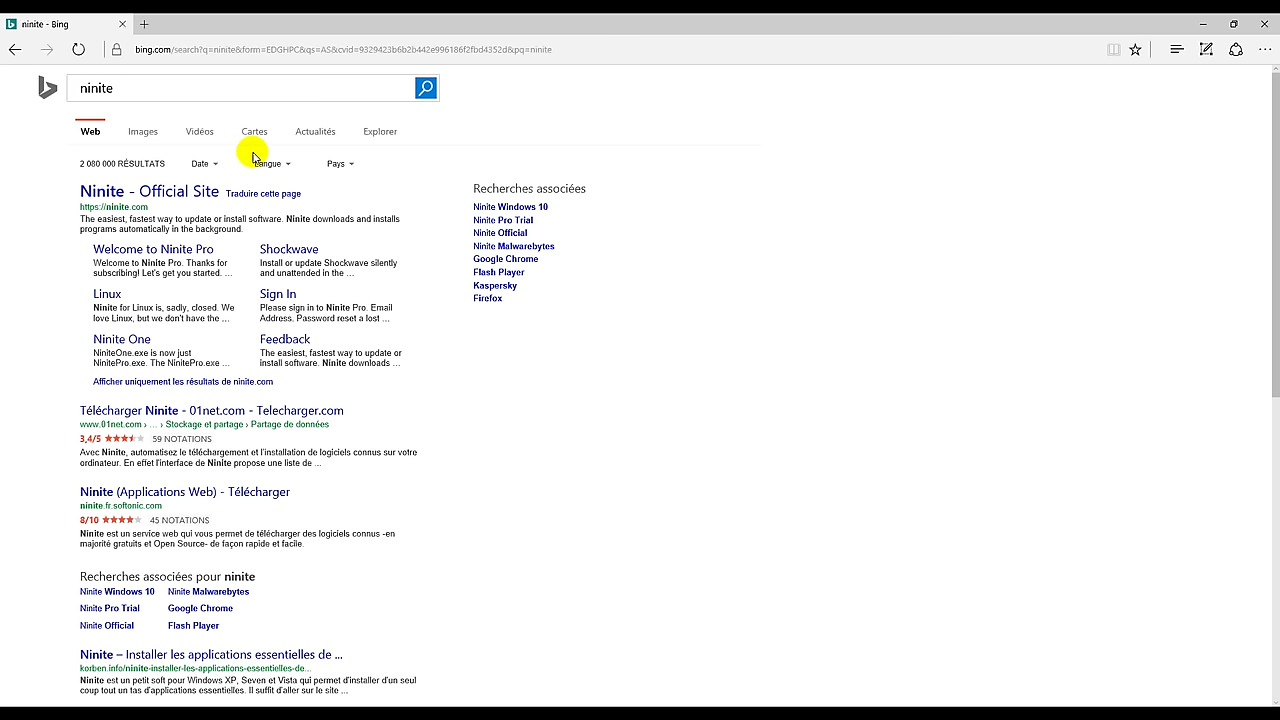 ninite - Bing
bing.com/search?q=ninite&form=EDGHPC&qs=AS&cvid=9329423b6b2b442e996186f2fbd4352d&pq=ninite
ninite
Web Images Vidéos Cartes Actualités Explorer
2 080 000 RÉSULTATS Date Langue Pays
Ninite - Official Site Traduire cette page
https://ninite.com
The easiest, fastest way to update or install software. Ninite downloads and installs
programs automatically in the background.
Welcome to Ninite Pro
Welcome to Ninite Pro. Thanks for
subscribing! Let's get you started. ...
Shockwave
Install or update Shockwave silently
and unattended in the ...
Linux
Ninite for Linux is, sadly, closed. We
love Linux, but we don't have the ...
Sign In
Please sign in to Ninite Pro. Email
Address. Password reset a lost ...
Ninite One
NiniteOne.exe is now just
NinitePro.exe. The NinitePro.exe ...
Feedback
The easiest, fastest way to update or
install software. Ninite downloads ...
Afficher uniquement les résultats de ninite.com
Télécharger Ninite - 01net.com - Telecharger.com
www.01net.com › ... › Stockage et partage › Partage de données
3,4/5 59 NOTATIONS
Avec Ninite, automatisez le téléchargement et l'installation de logiciels connus sur votre
ordinateur. En effet l'interface de Ninite propose une liste de ...
Ninite (Applications Web) - Télécharger
ninite.fr.softonic.com
8/10 45 NOTATIONS
Ninite est un service web qui vous permet de télécharger des logiciels connus -en
majorité gratuits et Open Source- de façon rapide et facile.
Recherches associées pour ninite
Ninite Windows 10 Ninite Malwarebytes
Ninite Pro Trial Google Chrome
Ninite Official Flash Player
Ninite – Installer les applications essentielles de ...
korben.info/ninite-installer-les-applications-essentielles-de...
Ninite est un petit soft pour Windows XP, Seven et Vista qui permet d'installer d'un seul
coup tout un tas d'applications essentielles. Il suffit d'aller sur le site ...
Recherches associées
Ninite Windows 10
Ninite Pro Trial
Ninite Official
Ninite Malwarebytes
Google Chrome
Flash Player
Kaspersky
Firefox